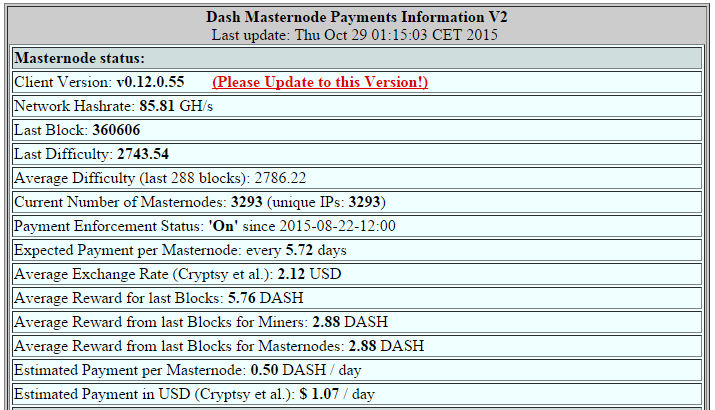 Dash Masternode Payments Information V2
Last update: Thu Oct 29 01:15:03 CET 2015
Masternode status:
Client Version: v0.12.0.55 (Please Update to this Version!)
Network Hashrate: 85.81 GH/s
Last Block: 360606
Last Difficulty: 2743.54
Average Difficulty (last 288 blocks): 2786.22
Current Number of Masternodes: 3293 (unique IPs: 3293)
Payment Enforcement Status: 'On' since 2015-08-22-12:00
Expected Payment per Masternode: every 5.72 days
Average Exchange Rate (Cryptsy et al.): 2.12 USD
Average Reward for last Blocks: 5.76 DASH
Average Reward from last Blocks for Miners: 2.88 DASH
Average Reward from last Blocks for Masternodes: 2.88 DASH
Estimated Payment per Masternode: 0.50 DASH / day
Estimated Payment in USD (Cryptsy et al.): $ 1.07 / day